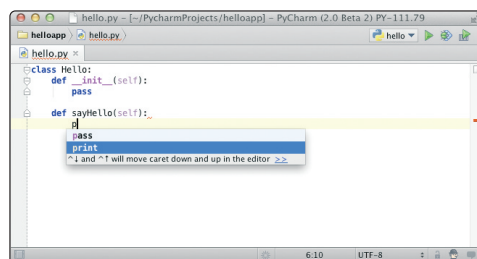 hello.py - [~/PycharmProjects/helloapp] - PyCharm (2.0 Beta 2) PY-111.79
helloapp hello.py hello
hello.py
class Hello:
def __init__(self):
pass
def sayHello(self):
p
pass
print
^↓ and ^↑ will move caret down and up in the editor >>
6:10 UTF-8